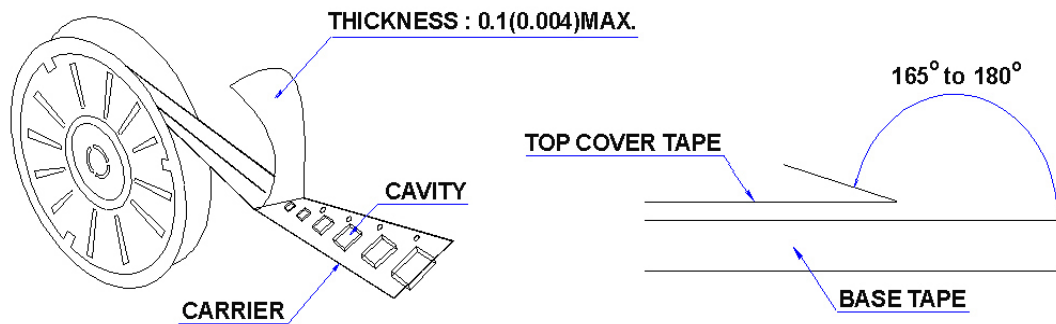 THICKNESS : 0.1(0.004)MAX.
165° to 180°
TOP COVER TAPE
CAVITY
CARRIER
BASE TAPE